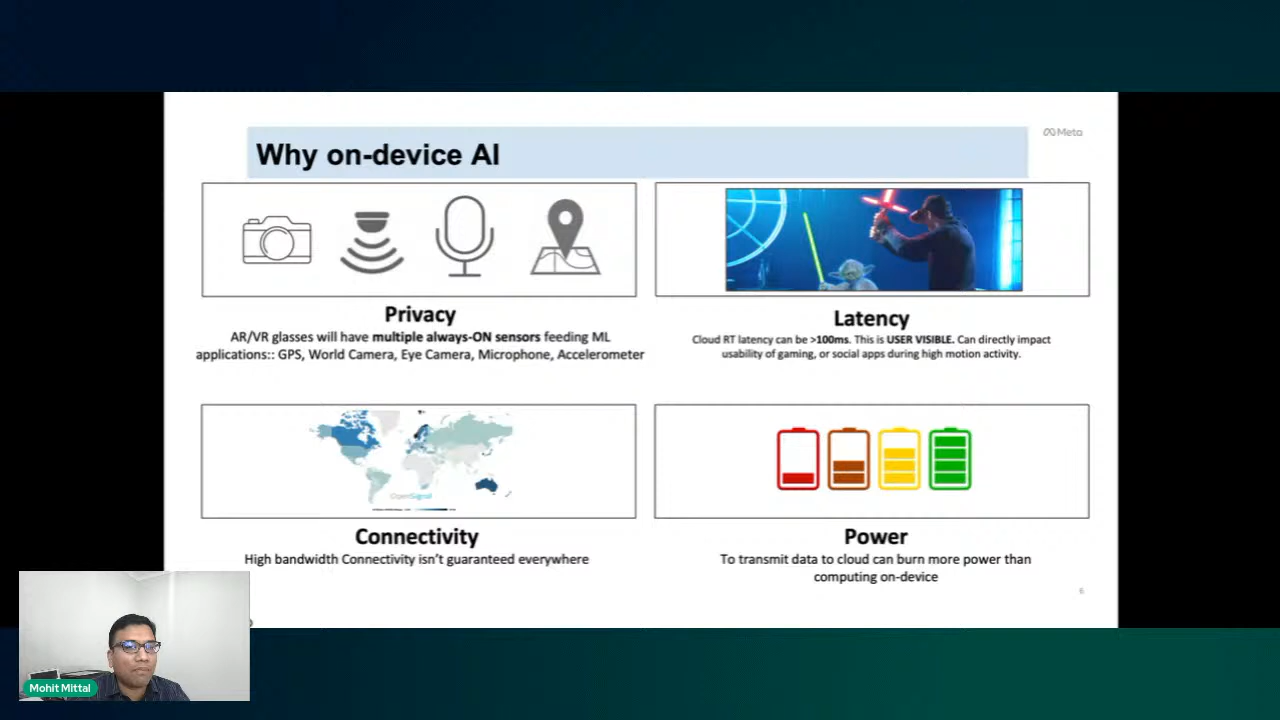 Why on-device AI
Meta
Privacy
AR/VR glasses will have multiple always-ON sensors feeding ML
applications:: GPS, World Camera, Eye Camera, Microphone, Accelerometer
Latency
Cloud RT latency can be >100ms. This is USER VISIBLE. Can directly impact
usability of gaming, or social apps during high motion activity.
OpenSignal
Connectivity
High bandwidth Connectivity isn't guaranteed everywhere
Power
To transmit data to cloud can burn more power than
computing on-device
6
Mohit Mittal